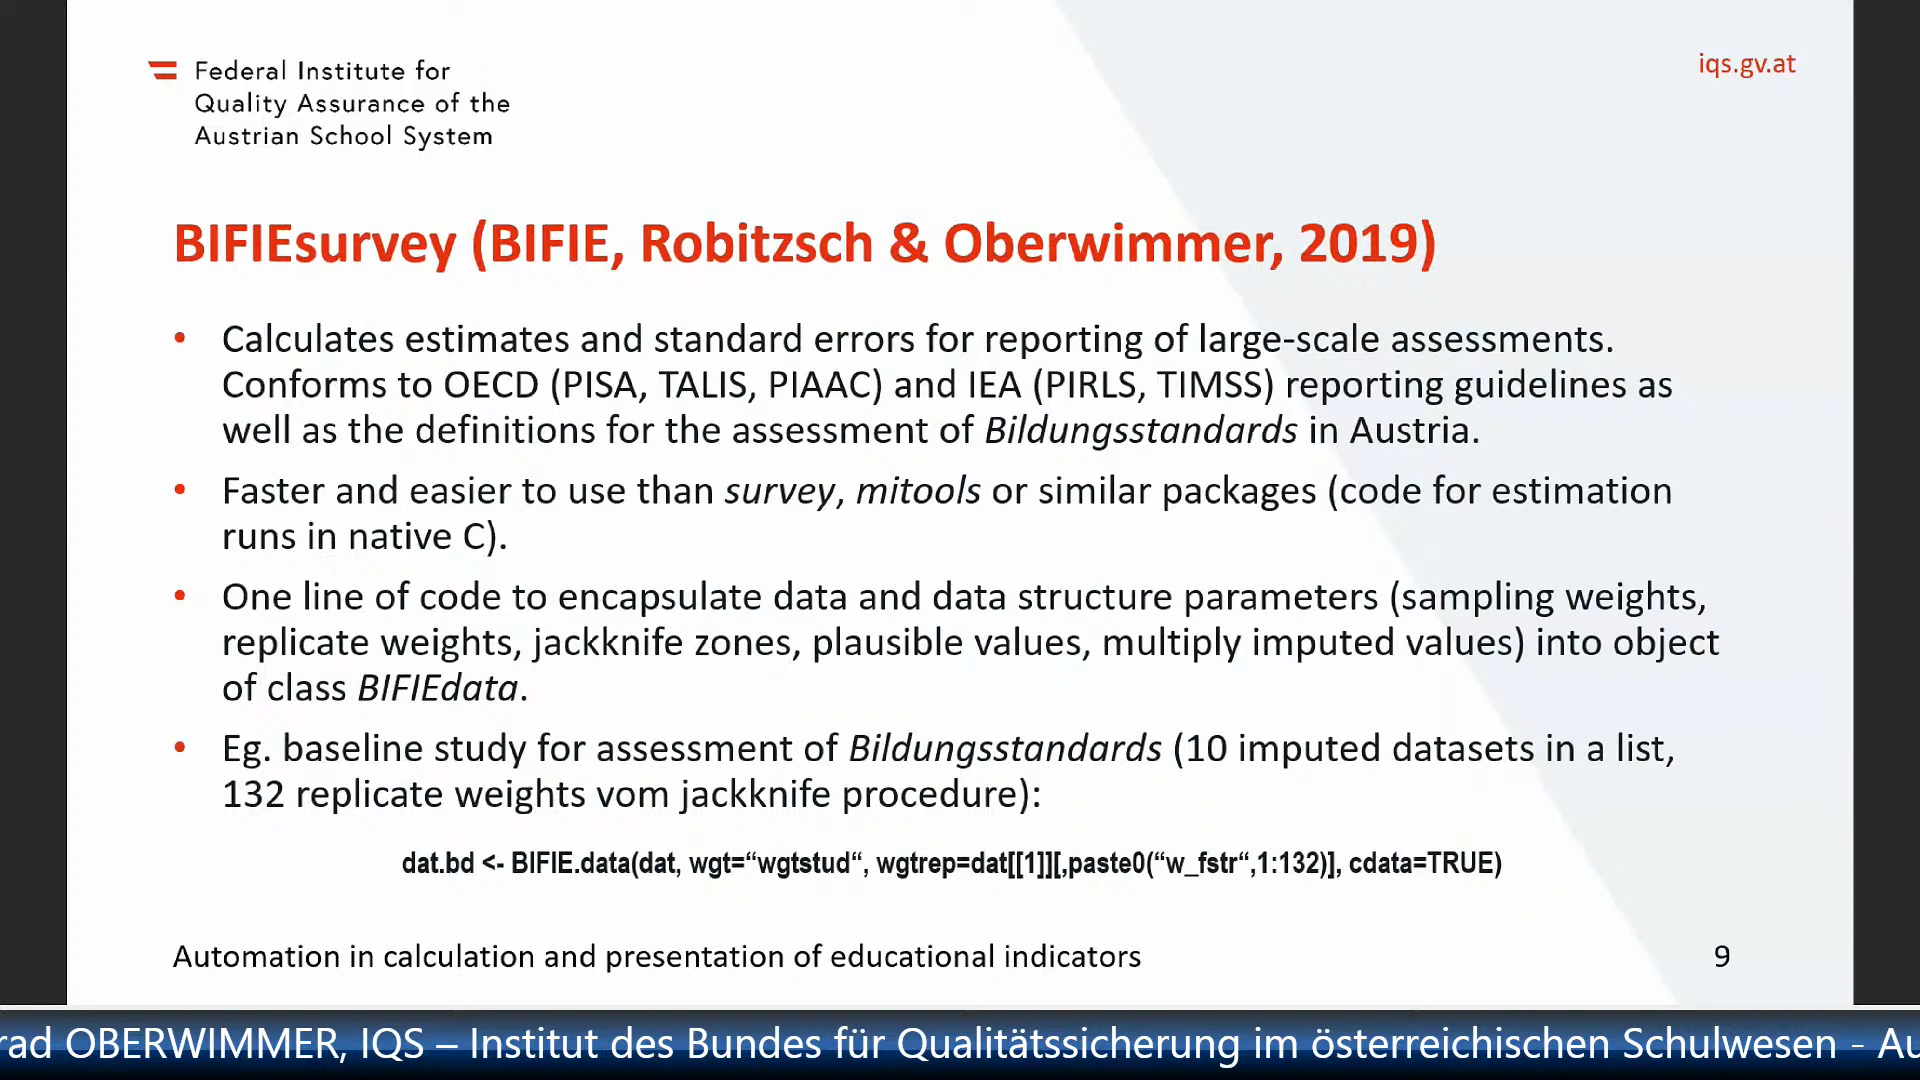 Federal Institute for
Quality Assurance of the
Austrian School System
iqs.gv.at
BIFIEsurvey (BIFIE, Robitzsch & Oberwimmer, 2019)
• Calculates estimates and standard errors for reporting of large-scale assessments.
Conforms to OECD (PISA, TALIS, PIAAC) and IEA (PIRLS, TIMSS) reporting guidelines as
well as the definitions for the assessment of Bildungsstandards in Austria.
• Faster and easier to use than survey, mitools or similar packages (code for estimation
runs in native C).
• One line of code to encapsulate data and data structure parameters (sampling weights,
replicate weights, jackknife zones, plausible values, multiply imputed values) into object
of class BIFIEdata.
• Eg. baseline study for assessment of Bildungsstandards (10 imputed datasets in a list,
132 replicate weights vom jackknife procedure):
dat.bd <- BIFIE.data(dat, wgt=“wgtstud“, wgtrep=dat[[1]][,paste0(“w_fstr“,1:132)], cdata=TRUE)
Automation in calculation and presentation of educational indicators
9
rad OBERWIMMER, IQS – Institut des Bundes für Qualitätssicherung im österreichischen Schulwesen - Au